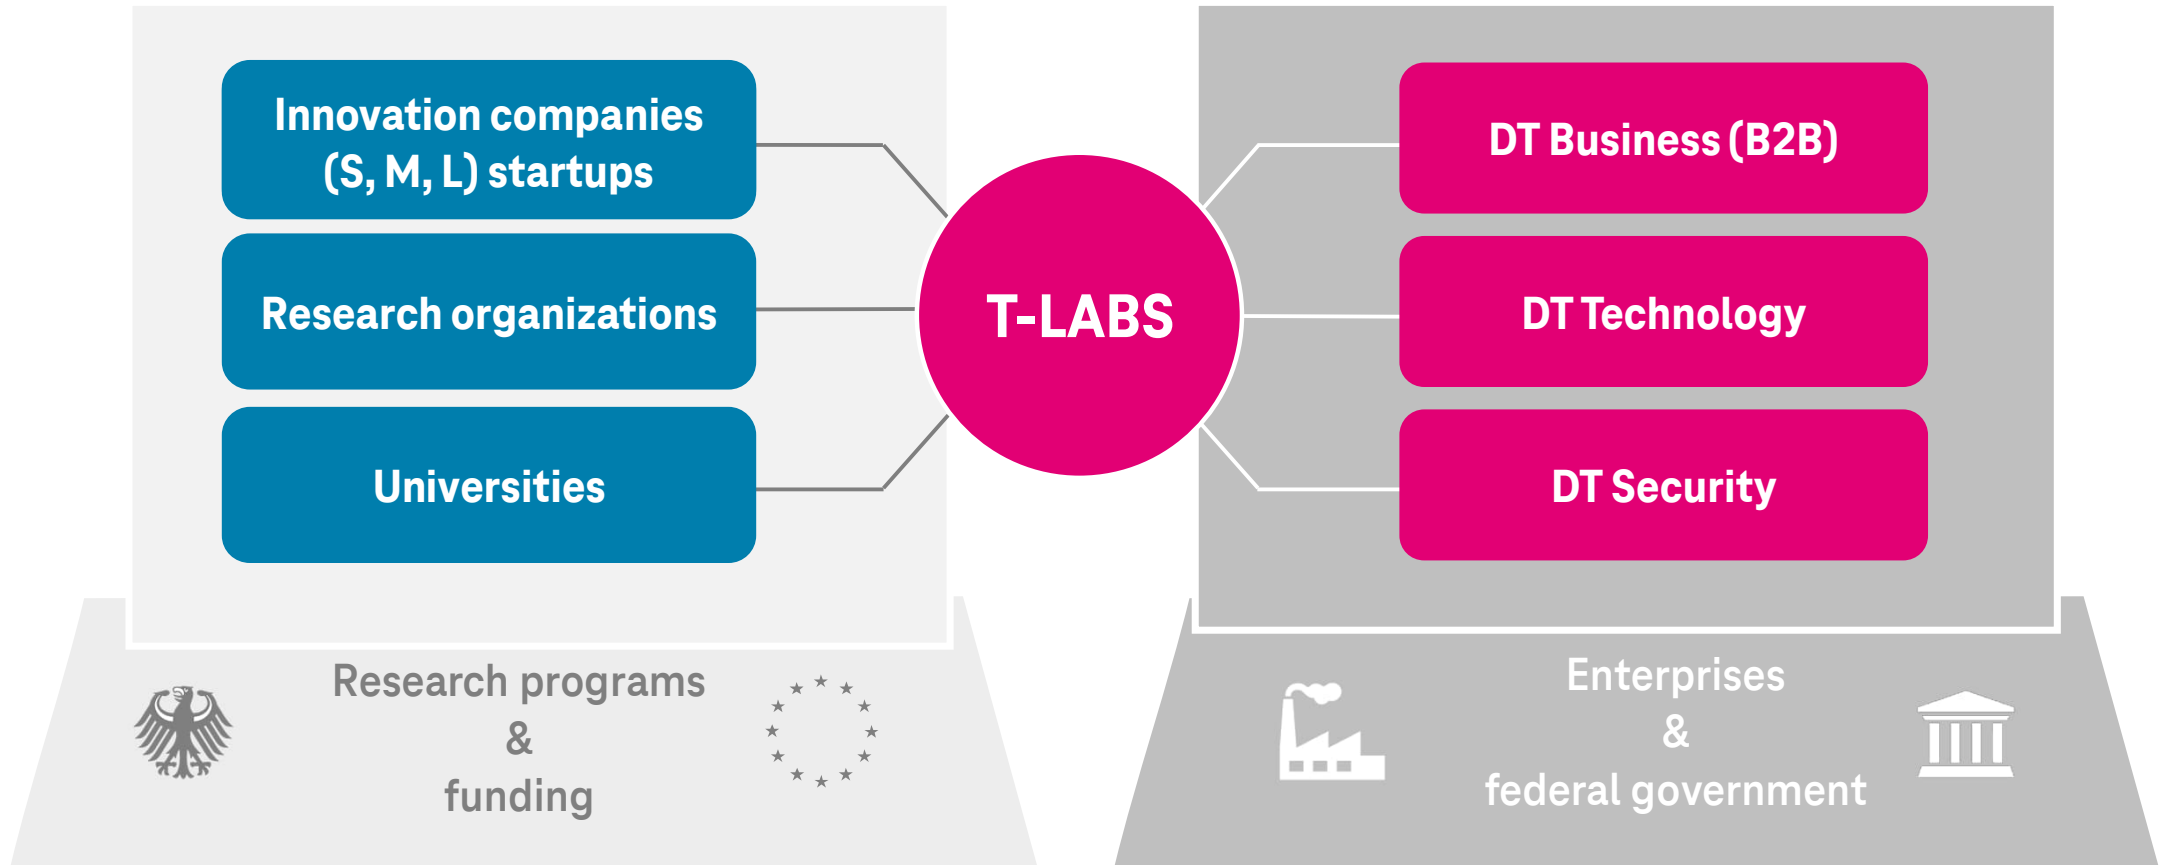 Innovation companies
(S, M, L) startups
Research organizations
Universities
T-LABS
DT Business (B2B)
DT Technology
DT Security
Research programs
&
funding
Enterprises
&
federal government